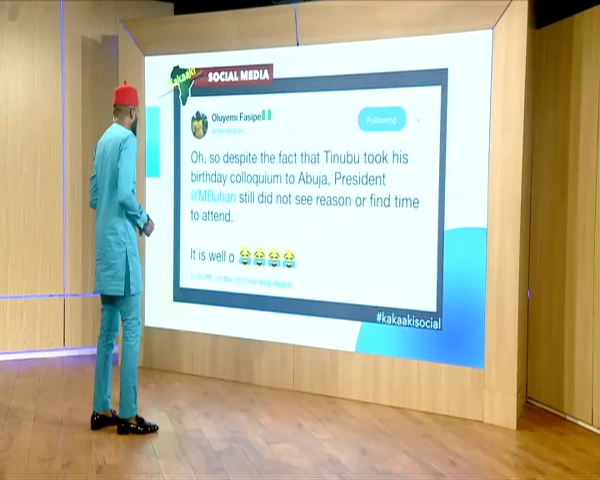 Kakaaki
SOCIAL MEDIA
Oluyemi Fasipe
Following
Oh, so despite the fact that Tinubu took his
birthday colloquium to Abuja, President
@MBuhari still did not see reason or find time
to attend.
It is well o 😂😂😂😂
#kakaakisocial